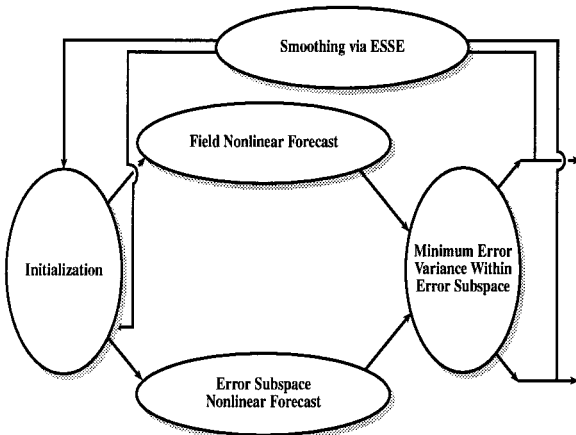 Smoothing via ESSE
Field Nonlinear Forecast
Initialization
Minimum Error
Variance Within
Error Subspace
Error Subspace
Nonlinear Forecast